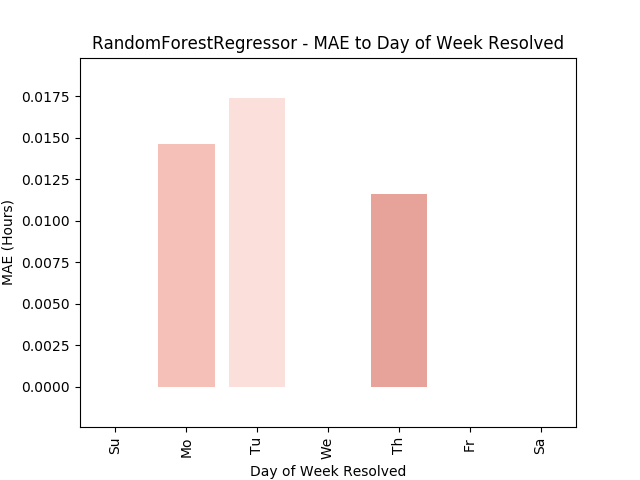 RandomForestRegressor - MAE to Day of Week Resolved
MAE (Hours)
0.0175
0.0150
0.0125
0.0100
0.0075
0.0050
0.0025
0.0000
Su
Mo
Tu
We
Th
Fr
Sa
Day of Week Resolved